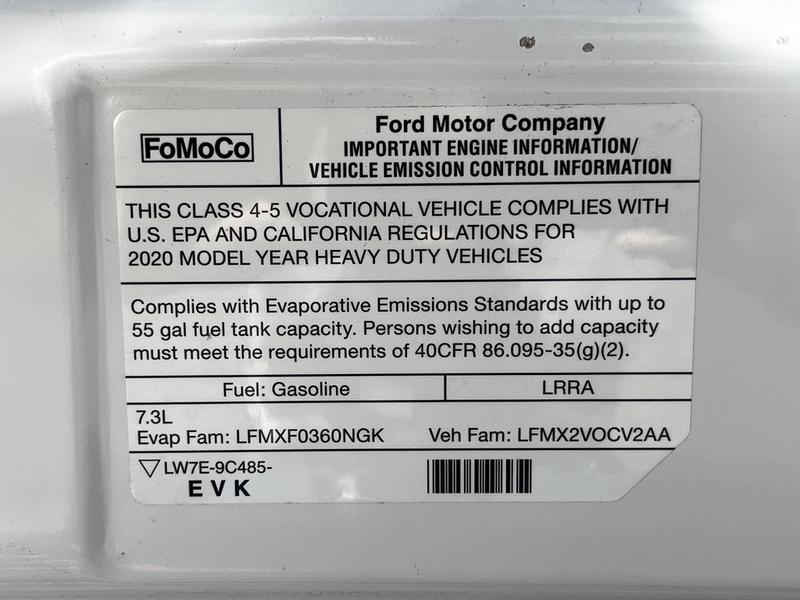 FoMoCo
Ford Motor Company
IMPORTANT ENGINE INFORMATION/
VEHICLE EMISSION CONTROL INFORMATION
THIS CLASS 4-5 VOCATIONAL VEHICLE COMPLIES WITH
U.S. EPA AND CALIFORNIA REGULATIONS FOR
2020 MODEL YEAR HEAVY DUTY VEHICLES
Complies with Evaporative Emissions Standards with up to
55 gal fuel tank capacity. Persons wishing to add capacity
must meet the requirements of 40CFR 86.095-35(g)(2).
Fuel: Gasoline LRRA
7.3L
Evap Fam: LFMXF0360NGK Veh Fam: LFMX2VOCV2AA
LW7E-9C485-
E V K